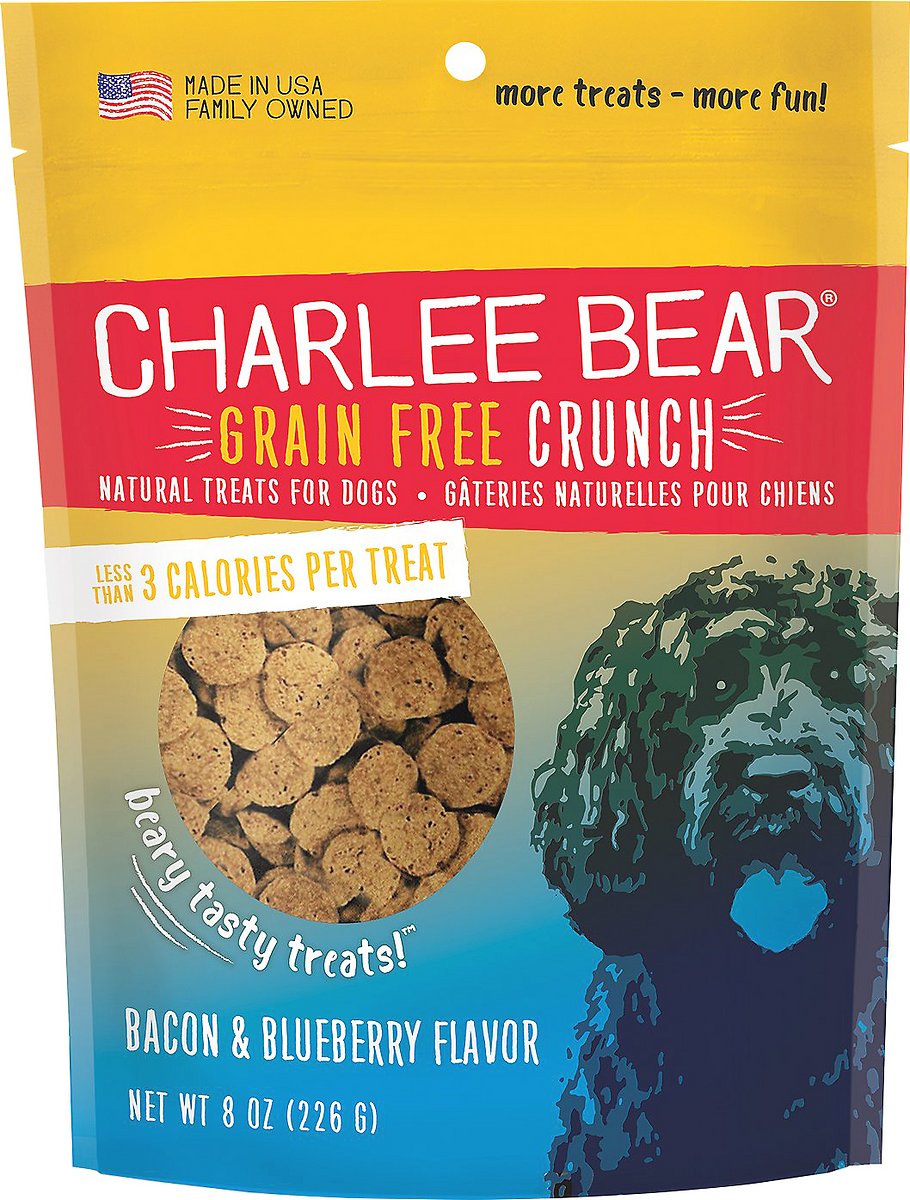 MADE IN USA
FAMILY OWNED
more treats - more fun!
CHARLEE BEAR®
GRAIN FREE CRUNCH
NATURAL TREATS FOR DOGS • GÂTERIES NATURELLES POUR CHIENS
LESS THAN 3 CALORIES PER TREAT
beary tasty treats!™
BACON & BLUEBERRY FLAVOR
NET WT 8 OZ (226 G)